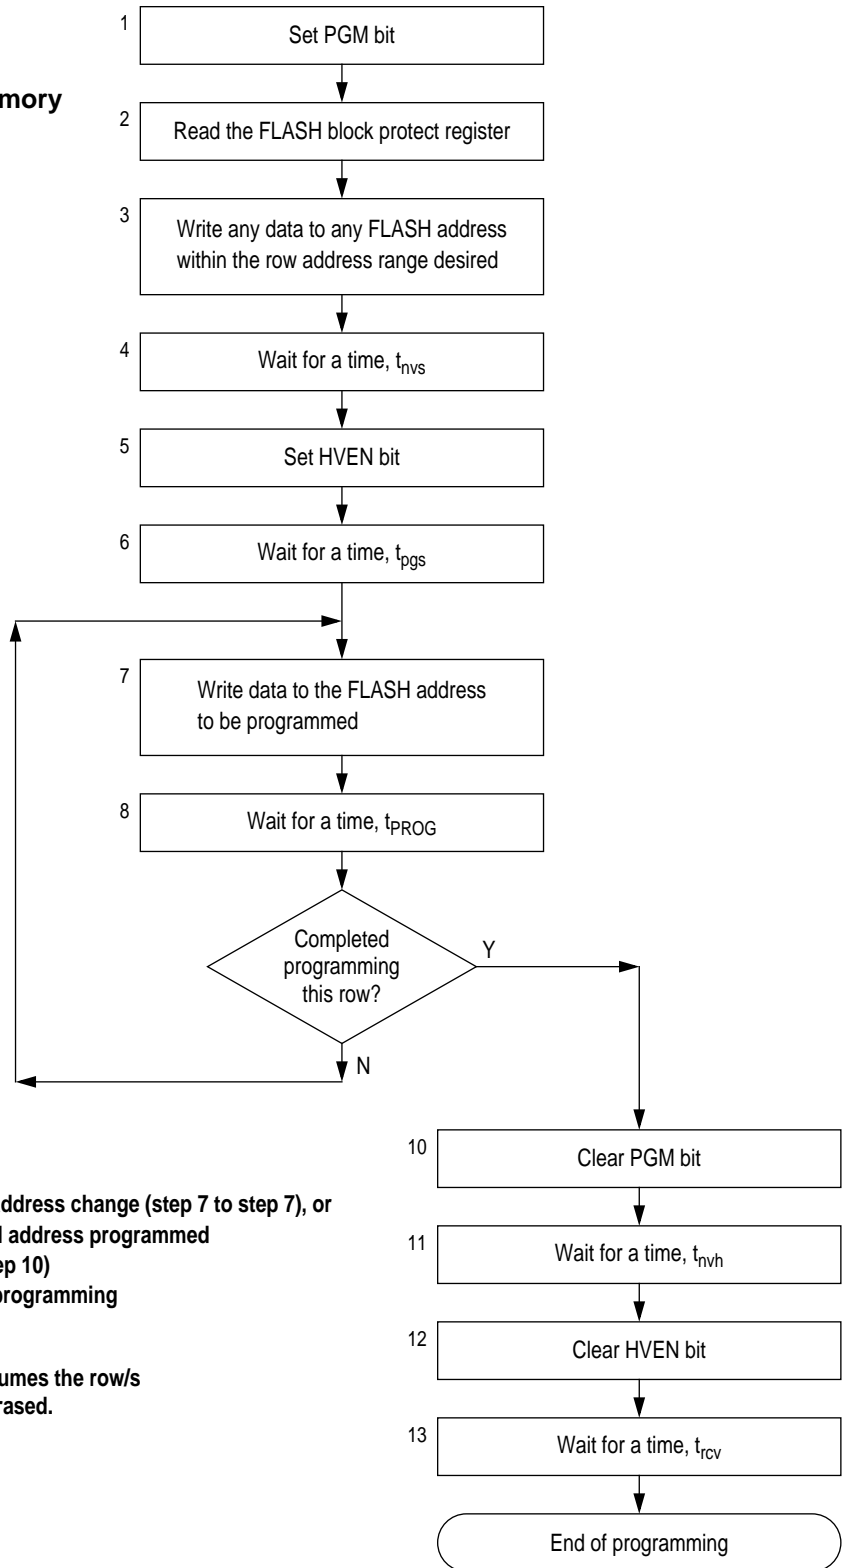 1
Set PGM bit
mory
2
Read the FLASH block protect register
3
Write any data to any FLASH address
within the row address range desired
4
Wait for a time, tnvs
5
Set HVEN bit
6
Wait for a time, tpgs
7
Write data to the FLASH address
to be programmed
8
Wait for a time, tPROG
Completed
programming
this row?
Y
N
10
Clear PGM bit
ddress change (step 7 to step 7), or
address programmed
ep 10)
programming
11
Wait for a time, tnvh
12
Clear HVEN bit
umes the row/s
rased.
13
Wait for a time, trcv
End of programming